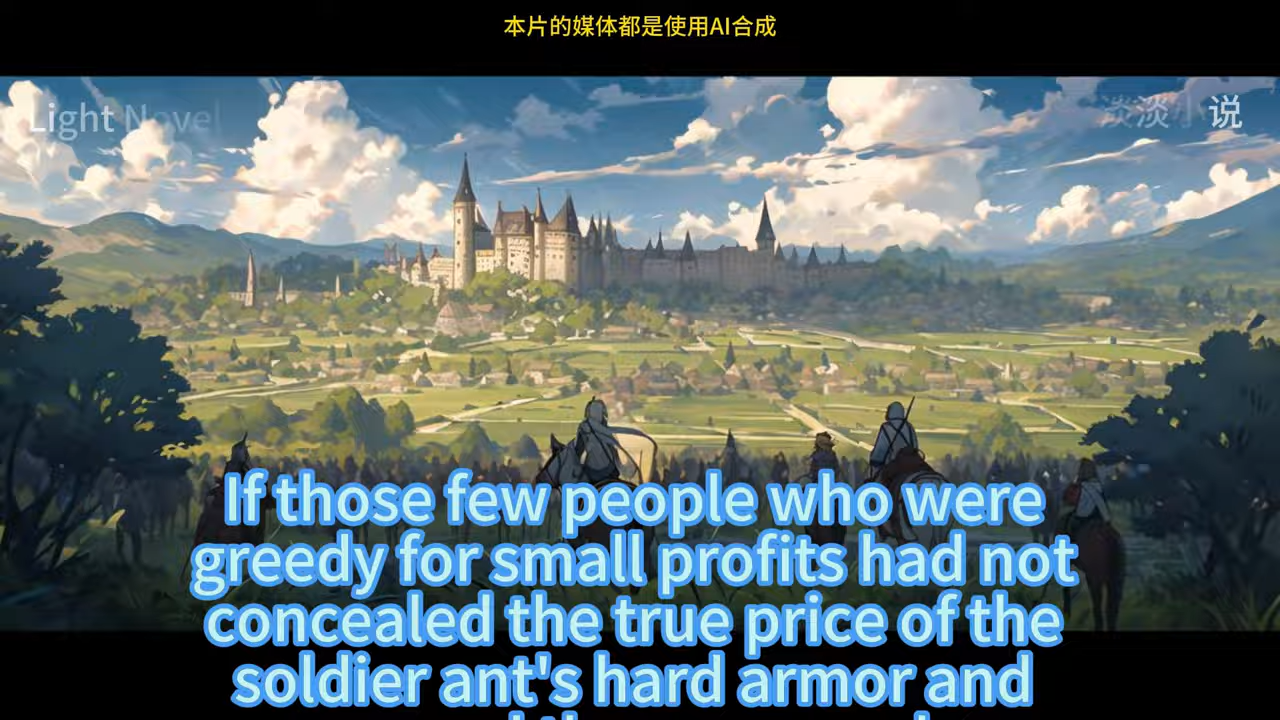 本片的媒体都是使用AI合成
Light Novel
淡淡小说
If those few people who were
greedy for small profits had not
concealed the true price of the
soldier ant's hard armor and